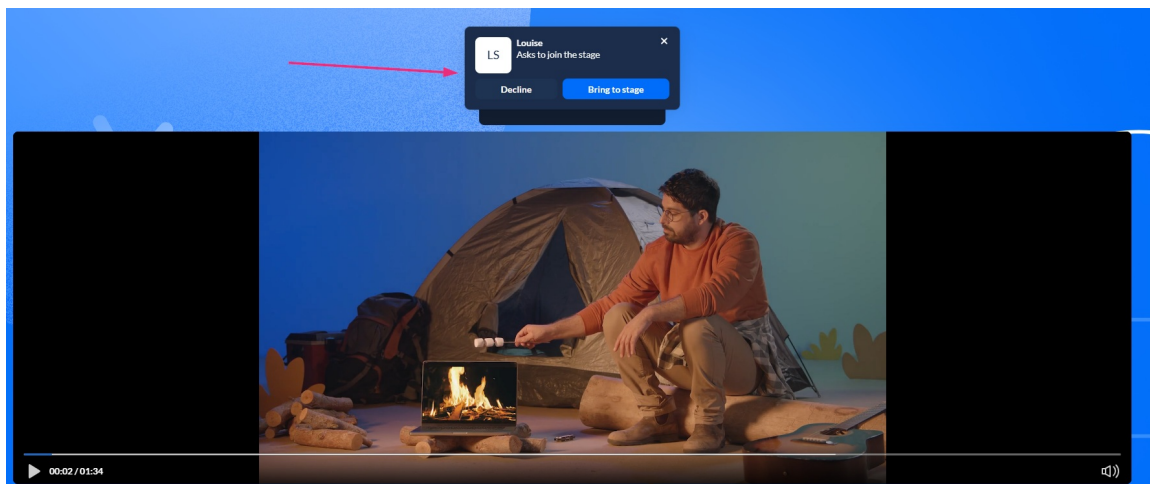 Louise
LS
Asks to join the stage
Decline
Bring to stage
00:02 / 01:34